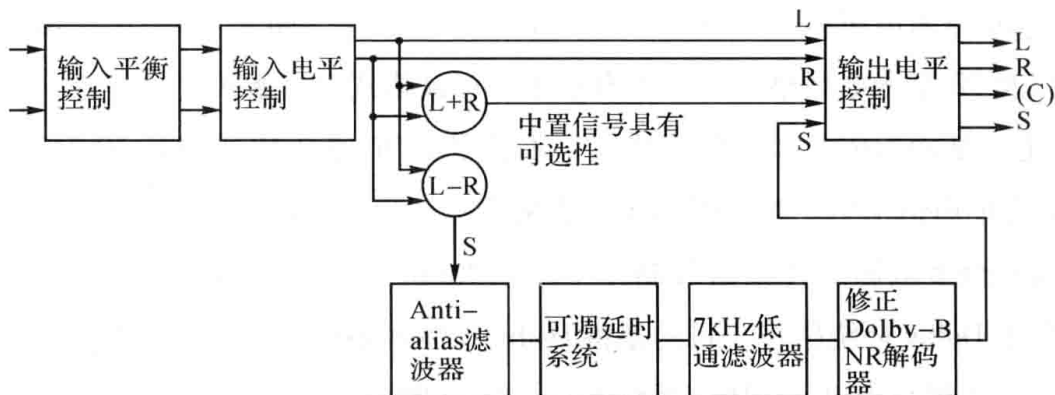 输入平衡
控制
输入电平
控制
L
R
L+R
中置信号具有
可选性
L-R
S
S
输出电平
控制
L
R
(C)
S
Anti-
alias滤
波器
可调延时
系统
7kHz低
通滤波器
修正
Dolby-B
NR解码
器